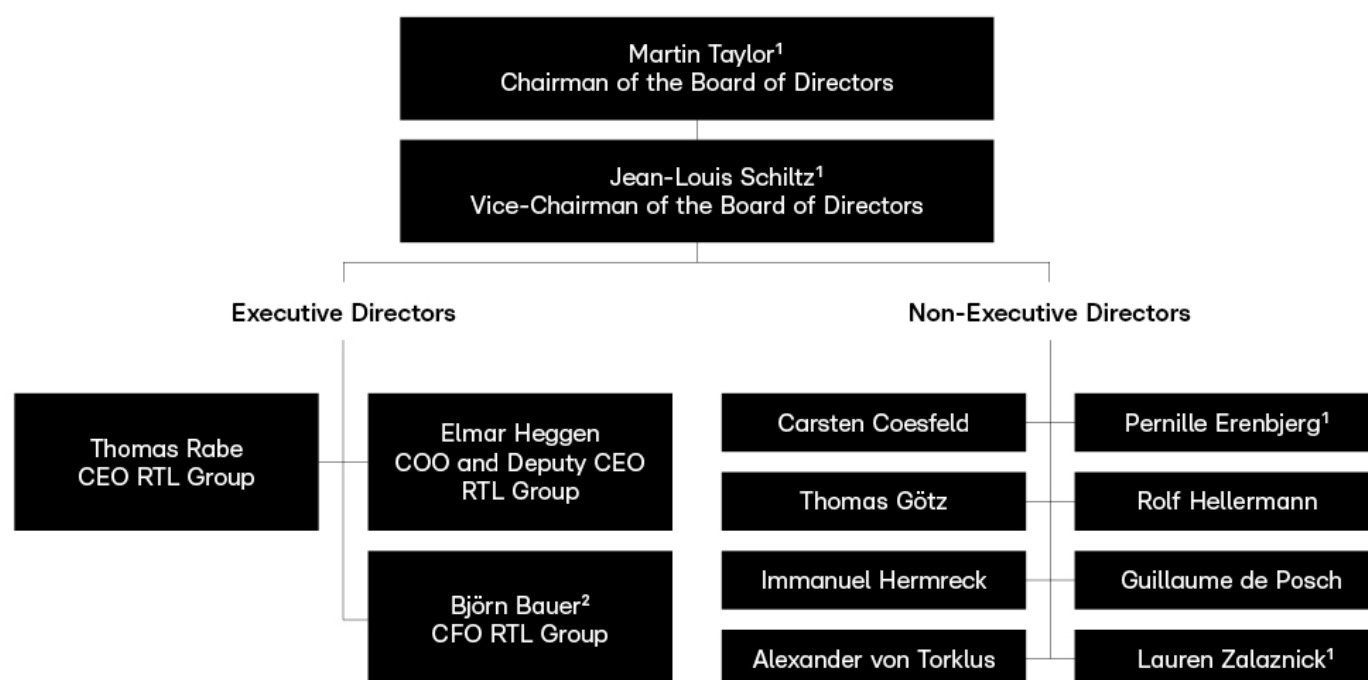 Martin Taylor¹
Chairman of the Board of Directors
Jean-Louis Schiltz¹
Vice-Chairman of the Board of Directors
Executive Directors
Non-Executive Directors
Thomas Rabe
CEO RTL Group
Elmar Heggen
COO and Deputy CEO
RTL Group
Björn Bauer²
CFO RTL Group
Carsten Coesfeld
Pernille Erenbjerg¹
Thomas Götz
Rolf Hellermann
Immanuel Hermreck
Guillaume de Posch
Alexander von Torklus
Lauren Zalaznick¹